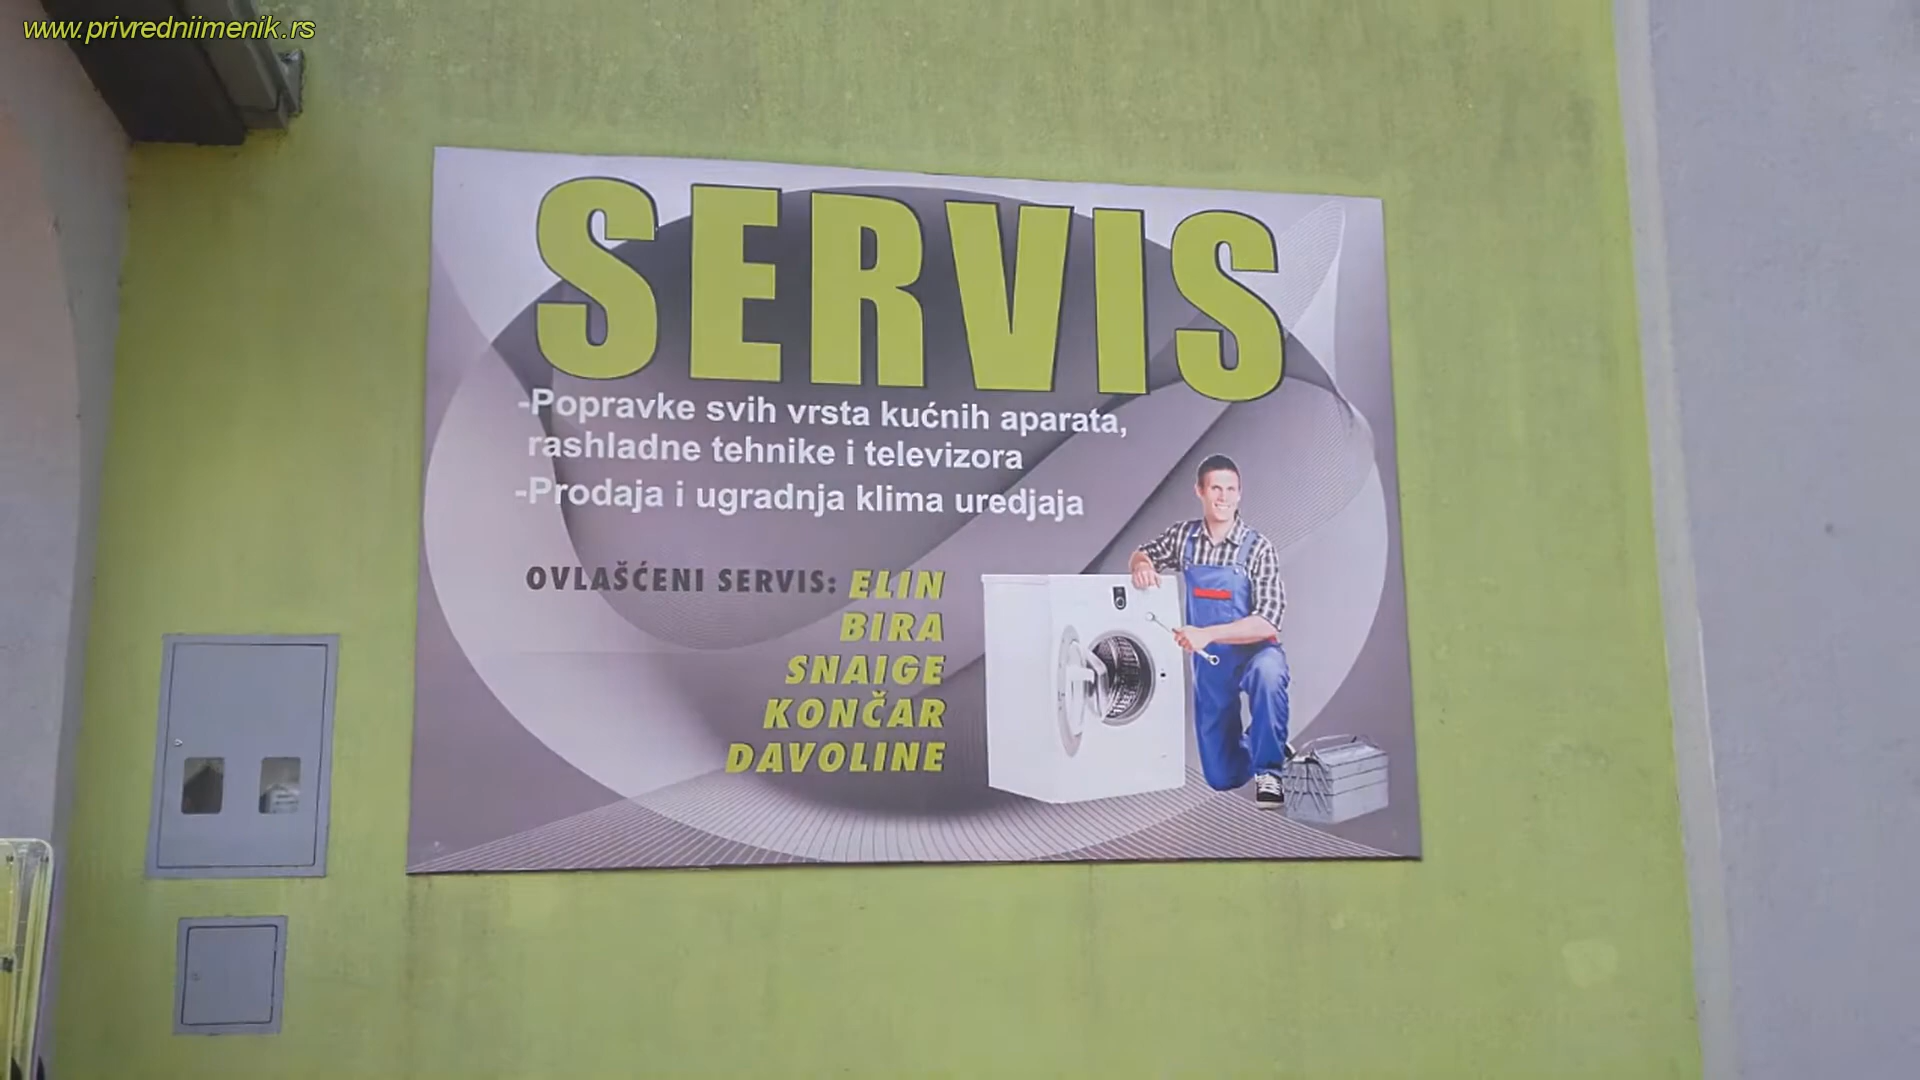 www.privredniimenik.rs
SERVIS
-Popravke svih vrsta kućnih aparata,
rashladne tehnike i televizora
-Prodaja i ugradnja klima uredjaja
OVLAŠĆENI SERVIS: ELIN
BIRA
SNAIGE
KONČAR
DAVOLINE